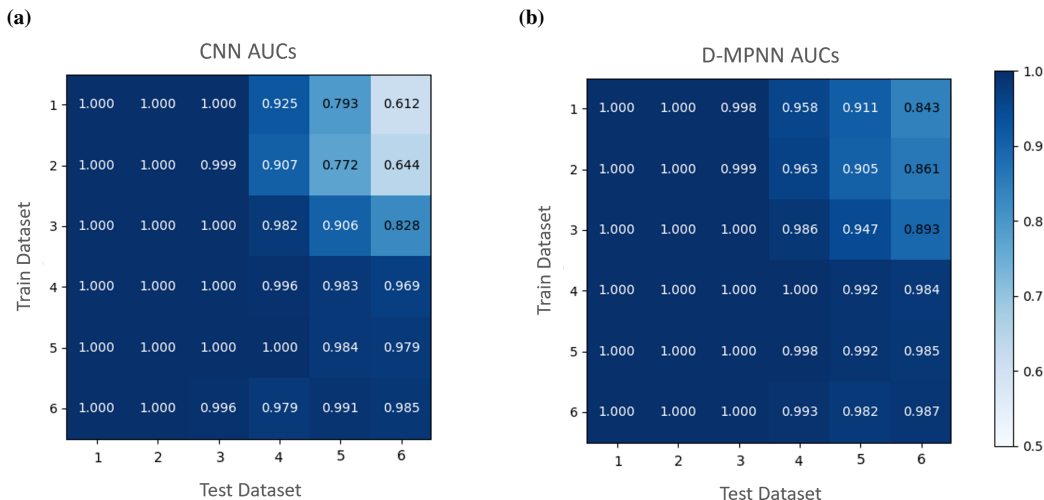 (a)
CNN AUCs
Train Dataset
1 1.000 1.000 1.000 0.925 0.793 0.612
2 1.000 1.000 0.999 0.907 0.772 0.644
3 1.000 1.000 1.000 0.982 0.906 0.828
4 1.000 1.000 1.000 0.996 0.983 0.969
5 1.000 1.000 1.000 1.000 0.984 0.979
6 1.000 1.000 0.996 0.979 0.991 0.985
1 2 3 4 5 6
Test Dataset
(b)
D-MPNN AUCs
Train Dataset
1 1.000 1.000 0.998 0.958 0.911 0.843
2 1.000 1.000 0.999 0.963 0.905 0.861
3 1.000 1.000 1.000 0.986 0.947 0.893
4 1.000 1.000 1.000 1.000 0.992 0.984
5 1.000 1.000 1.000 0.998 0.992 0.985
6 1.000 1.000 1.000 0.993 0.982 0.987
1 2 3 4 5 6
Test Dataset
1.0
0.9
0.8
0.7
0.6
0.5